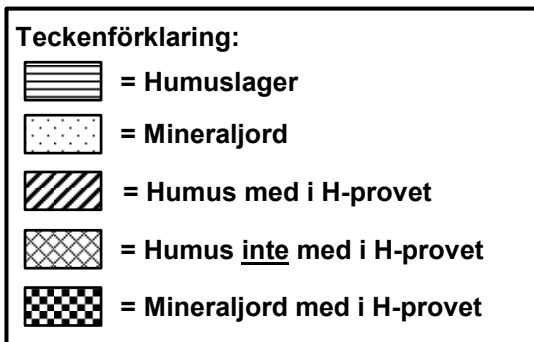 Teckenförklaring:
= Humuslager
= Mineraljord
= Humus med i H-provet
= Humus inte med i H-provet
= Mineraljord med i H-provet